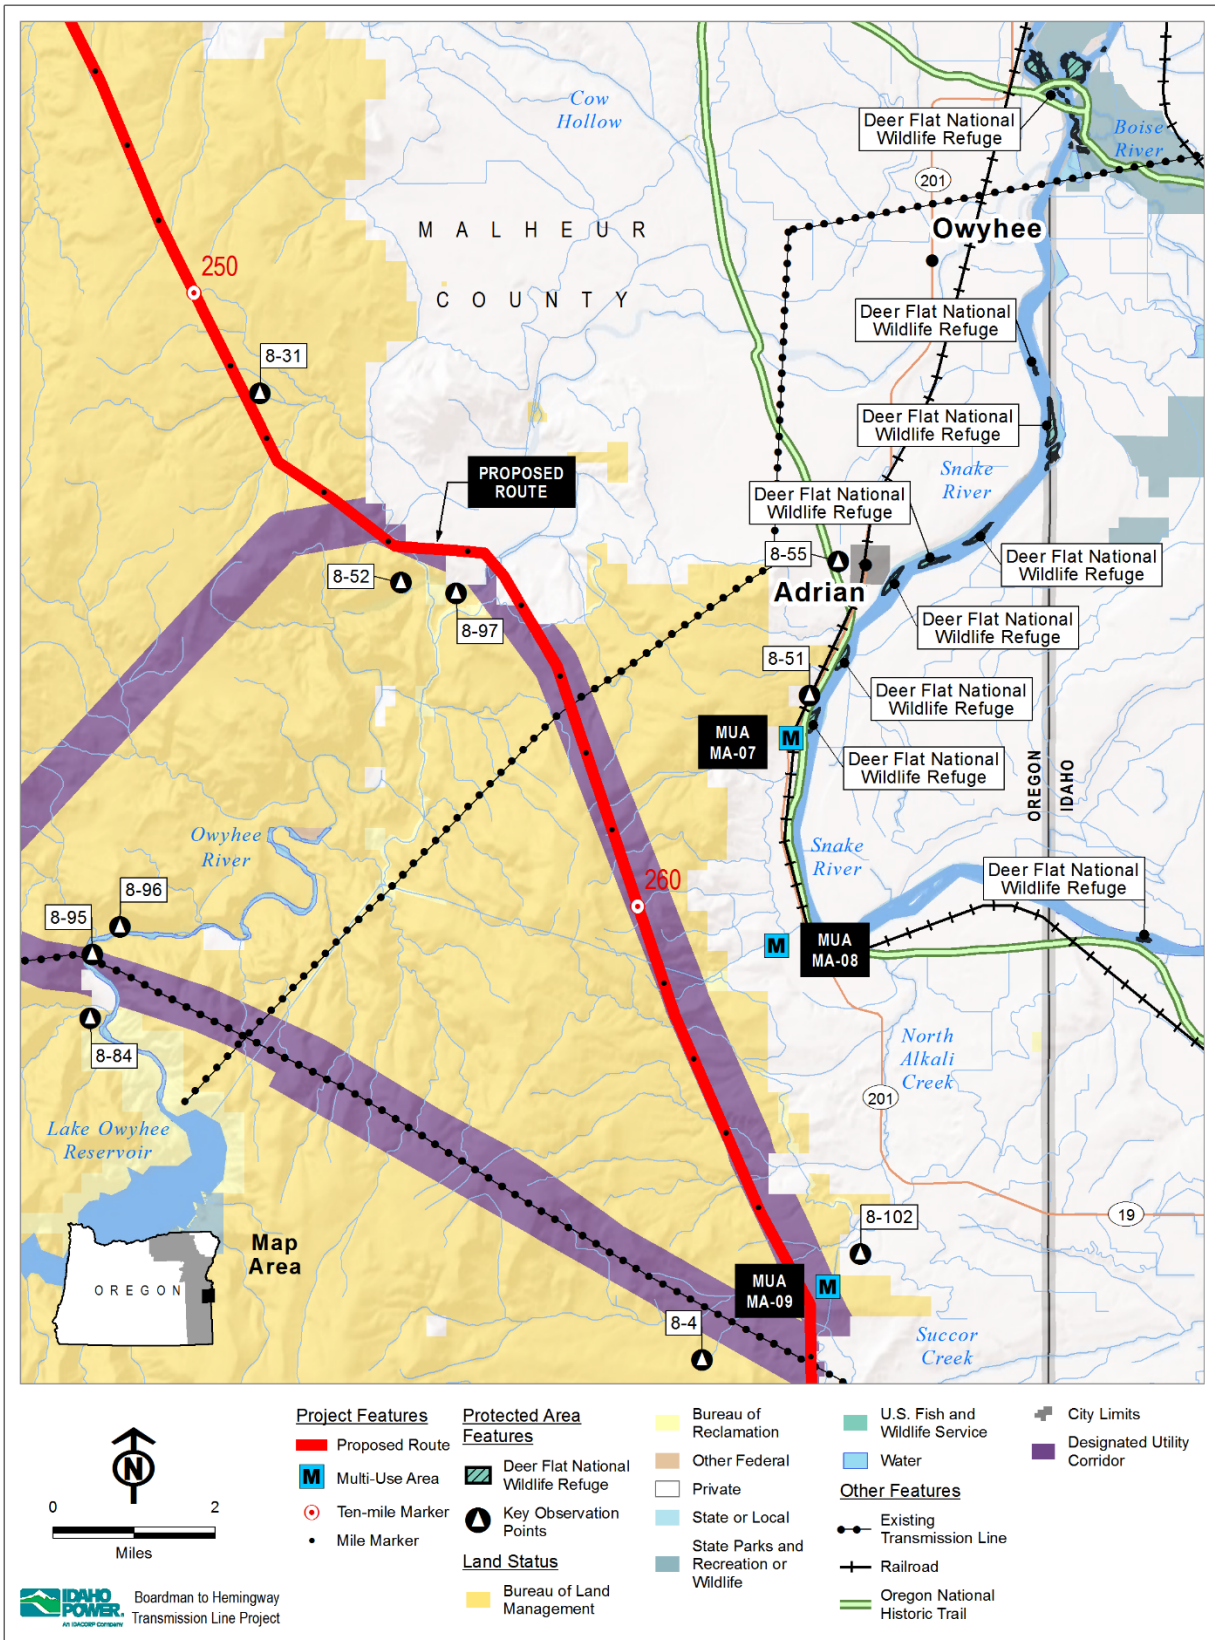 Cow
Hollow
Deer Flat National
Wildlife Refuge
Boise
River
201
MALHEUR
COUNTY
Owyhee
250
Deer Flat National
Wildlife Refuge
8-31
Deer Flat National
Wildlife Refuge
PROPOSED
ROUTE
Snake
River
Deer Flat National
Wildlife Refuge
8-55
Deer Flat National
Wildlife Refuge
8-52
Adrian
8-97
Deer Flat National
Wildlife Refuge
8-51
Deer Flat National
Wildlife Refuge
MUA
MA-07
Deer Flat National
Wildlife Refuge
OREGON
IDAHO
Owyhee
River
Snake
River
260
Deer Flat National
Wildlife Refuge
8-96
8-95
MUA
MA-08
8-84
North
Alkali
Creek
201
Lake Owyhee
Reservoir
8-102
19
Map
Area
OREGON
MUA
MA-09
8-4
Succor
Creek
N
0 2
Miles
IDAHO
POWER.
An IDACORP Company
Boardman to Hemingway
Transmission Line Project
Project Features
Proposed Route
M Multi-Use Area
Ten-mile Marker
Mile Marker
Protected Area
Features
Deer Flat National
Wildlife Refuge
Key Observation
Points
Land Status
Bureau of Land
Management
Bureau of
Reclamation
Other Federal
Private
State or Local
State Parks and
Recreation or
Wildlife
U.S. Fish and
Wildlife Service
Water
Other Features
Existing
Transmission Line
Railroad
Oregon National
Historic Trail
City Limits
Designated Utility
Corridor